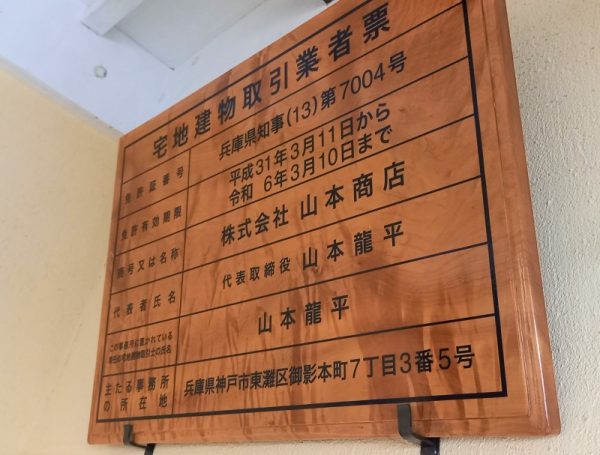 宅地建物取引業者票
免許証番号 兵庫県知事(13)第7004号
免許有効期限 平成31年3月11日から
令和 6年3月10日まで
商号又は名称 株式会社 山本商店
代表者氏名 代表取締役 山本龍平
この事務所に置かれている
専任の宅地建物取引士の氏名 山本龍平
主たる事務所
の所在地 兵庫県神戸市東灘区御影本町7丁目3番5号